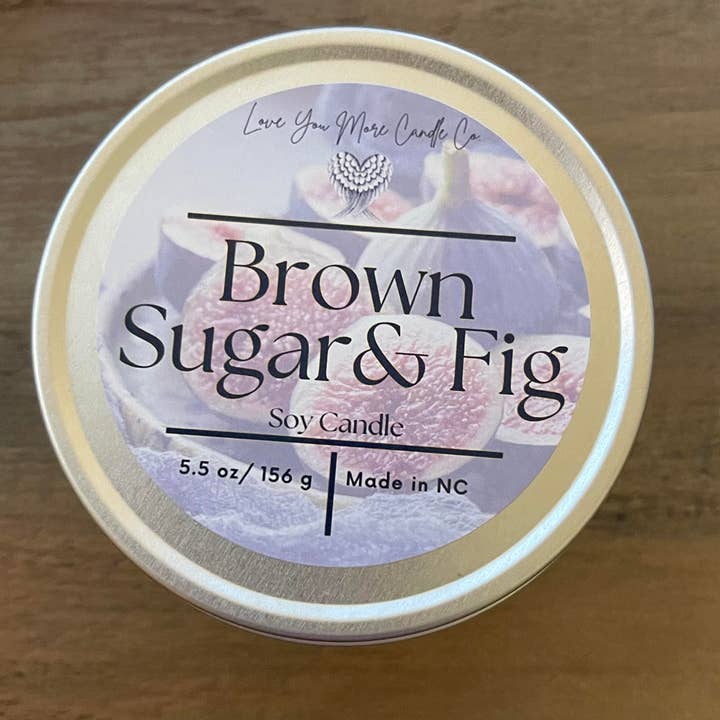 Love You More Candle Co.
Brown
Sugar& Fig
Soy Candle
5.5 oz/ 156 g
Made in NC